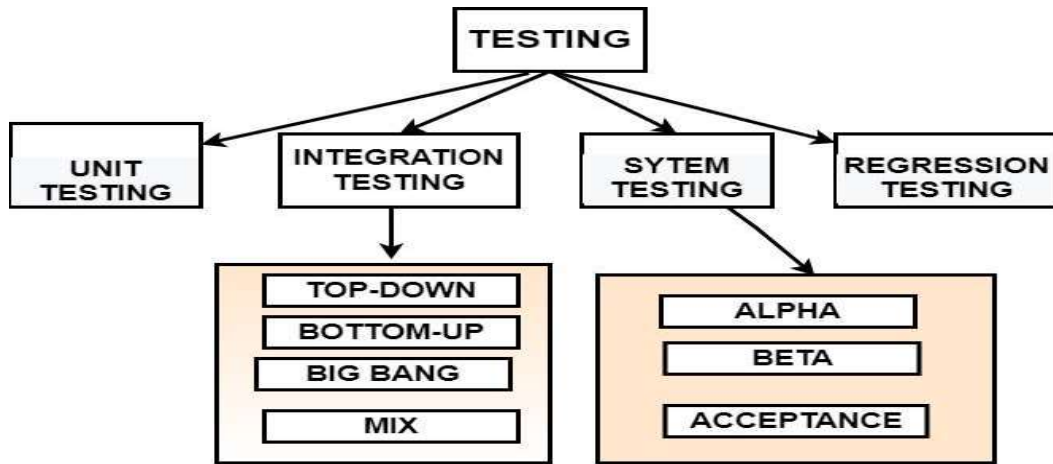 TESTING
UNIT
TESTING
INTEGRATION
TESTING
SYTEM
TESTING
REGRESSION
TESTING
TOP-DOWN
BOTTOM-UP
BIG BANG
MIX
ALPHA
BETA
ACCEPTANCE